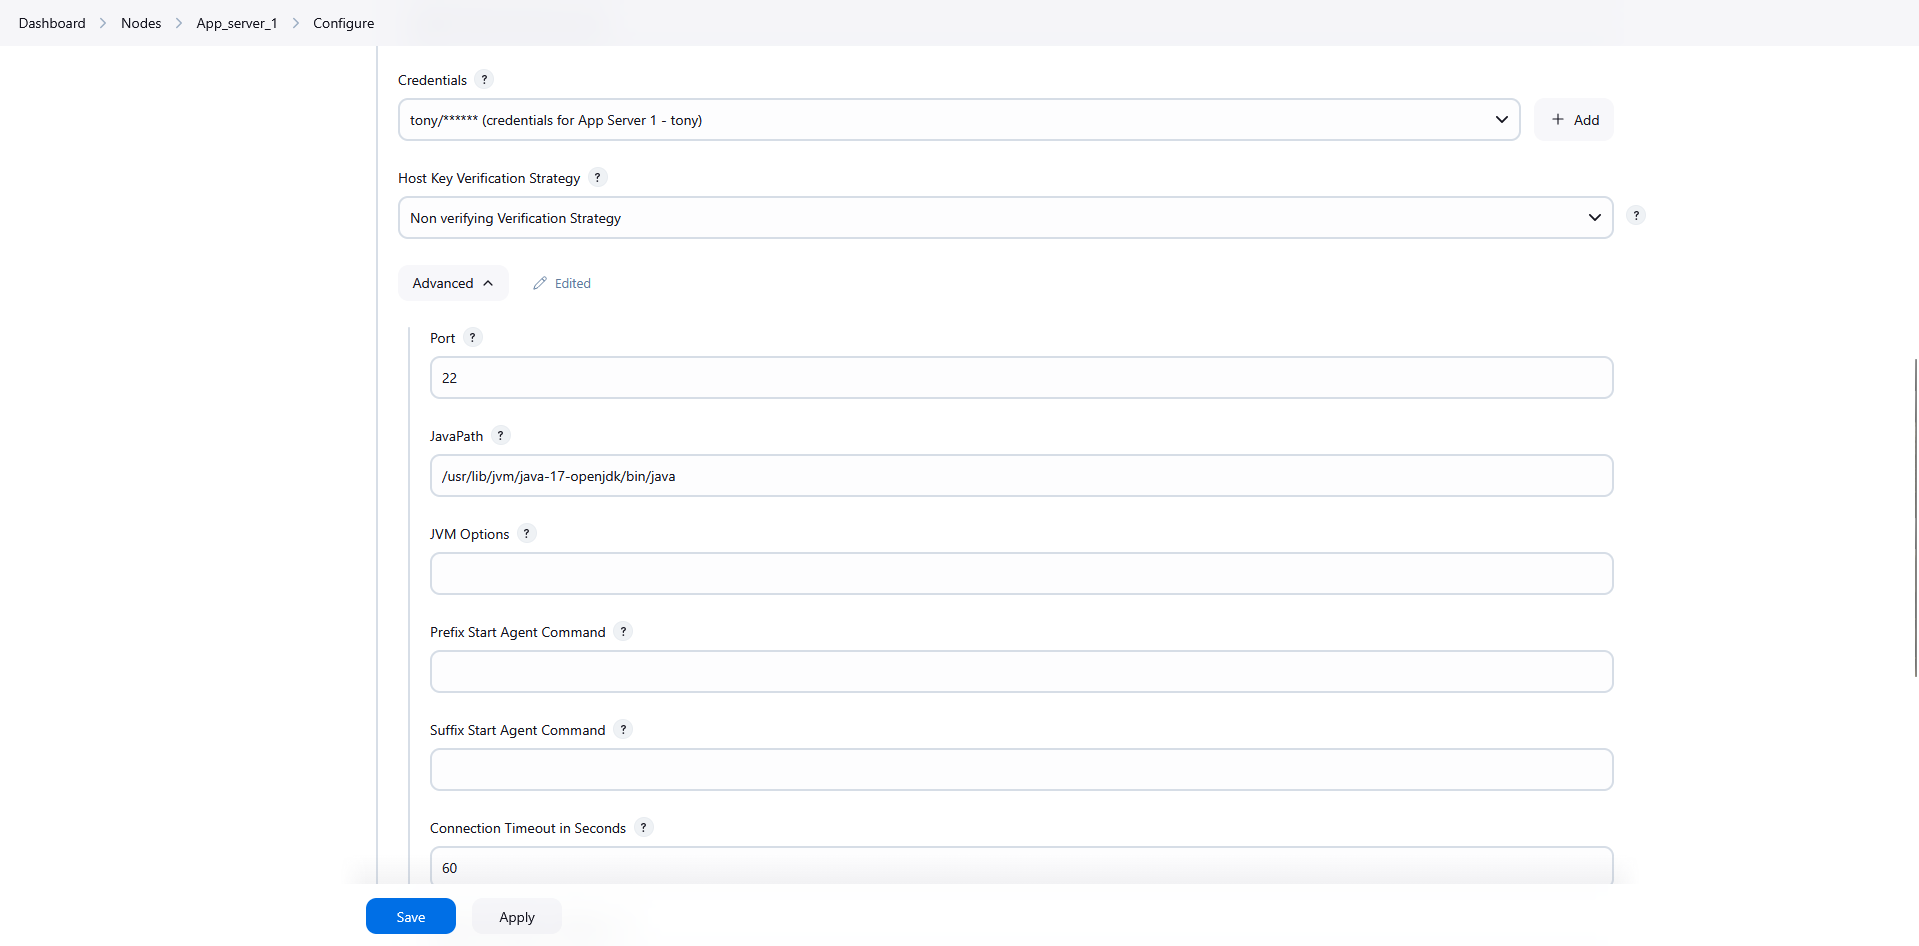 Dashboard > Nodes > App_server_1 > Configure
Credentials ?
tony/****** (credentials for App Server 1 - tony)
+ Add
Host Key Verification Strategy ?
Non verifying Verification Strategy
?
Advanced
Edited
Port ?
22
JavaPath ?
/usr/lib/jvm/java-17-openjdk/bin/java
JVM Options ?
Prefix Start Agent Command ?
Suffix Start Agent Command ?
Connection Timeout in Seconds ?
60
Save
Apply